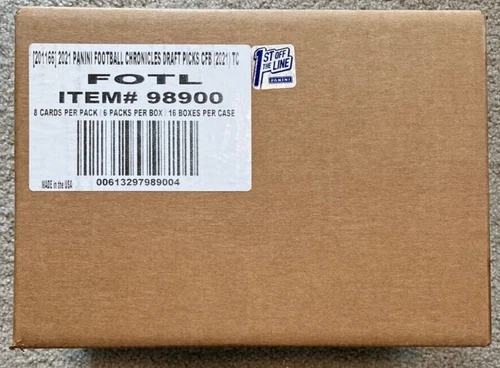 [201166] 2021 PANINI FOOTBALL CHRONICLES DRAFT PICKS CFB (2021) TC
FOTL
ITEM# 98900
8 CARDS PER PACK | 6 PACKS PER BOX | 16 BOXES PER CASE
MADE in the USA
00613297989004
1ST OFF
THE LINE
PANINI